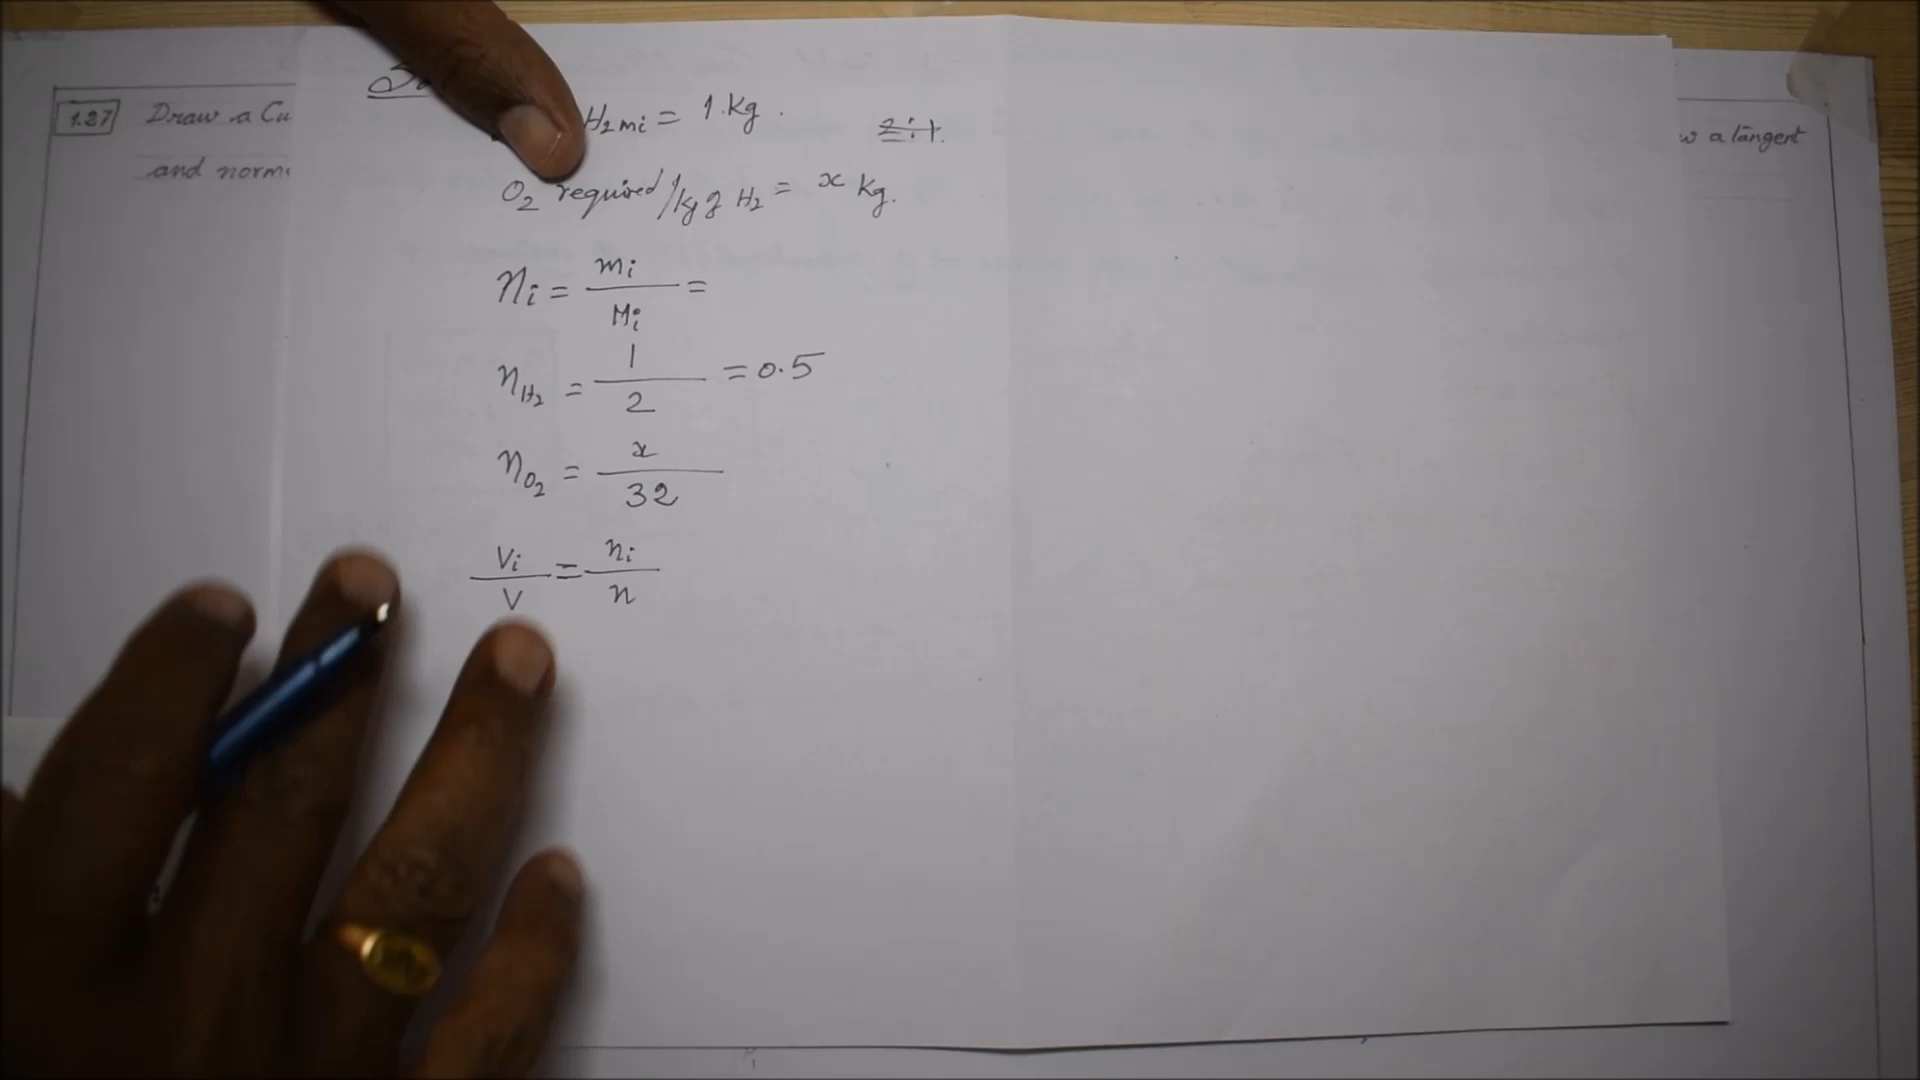 1.27 Draw a Cu
and norm
w a tangent
H₂ mi = 1 kg.
2:1.
O₂ required/kg of H₂ = x kg.
ni = mi / Mi =
nH₂ = 1 / 2 = 0.5
nO₂ = x / 32
Vi / V = ni / n